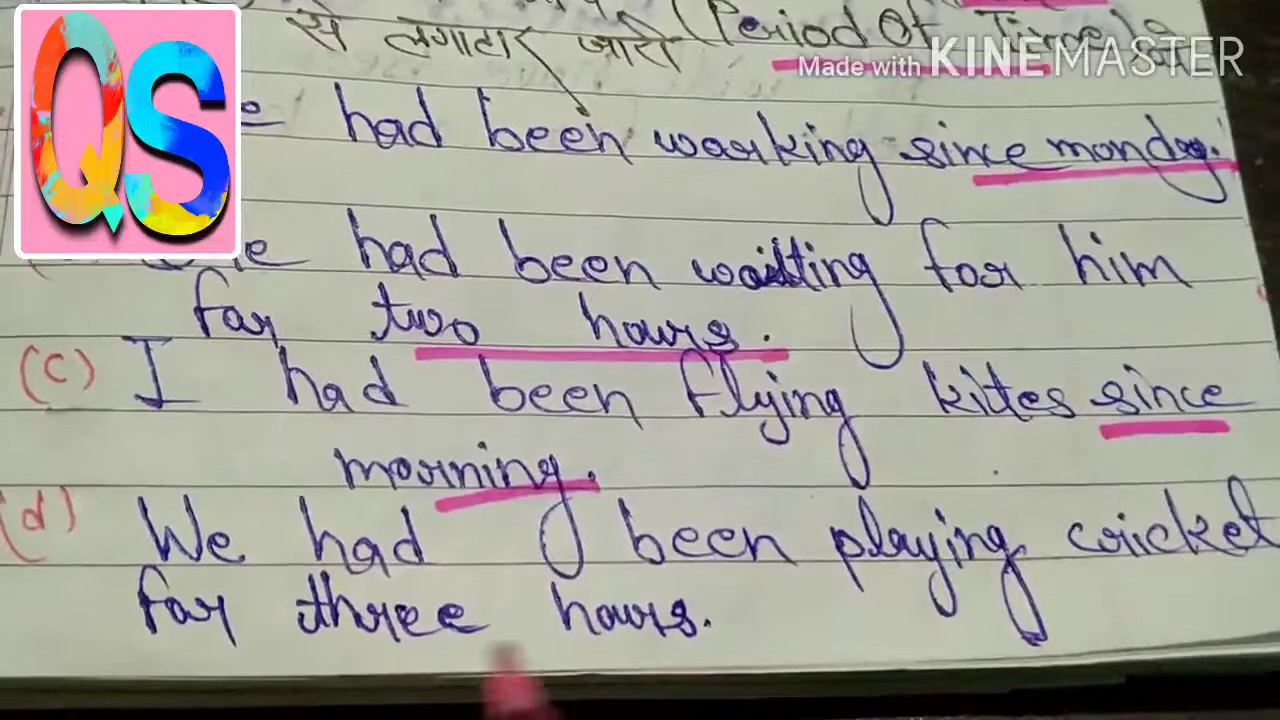 से लगातार जारी (Period Of Time)
Made with KINEMASTER
QS
had been working since monday.
had been waiting for him
for two hours.
(c) I had been flying kites since
morning.
(d) We had been playing cricket
for three hours.